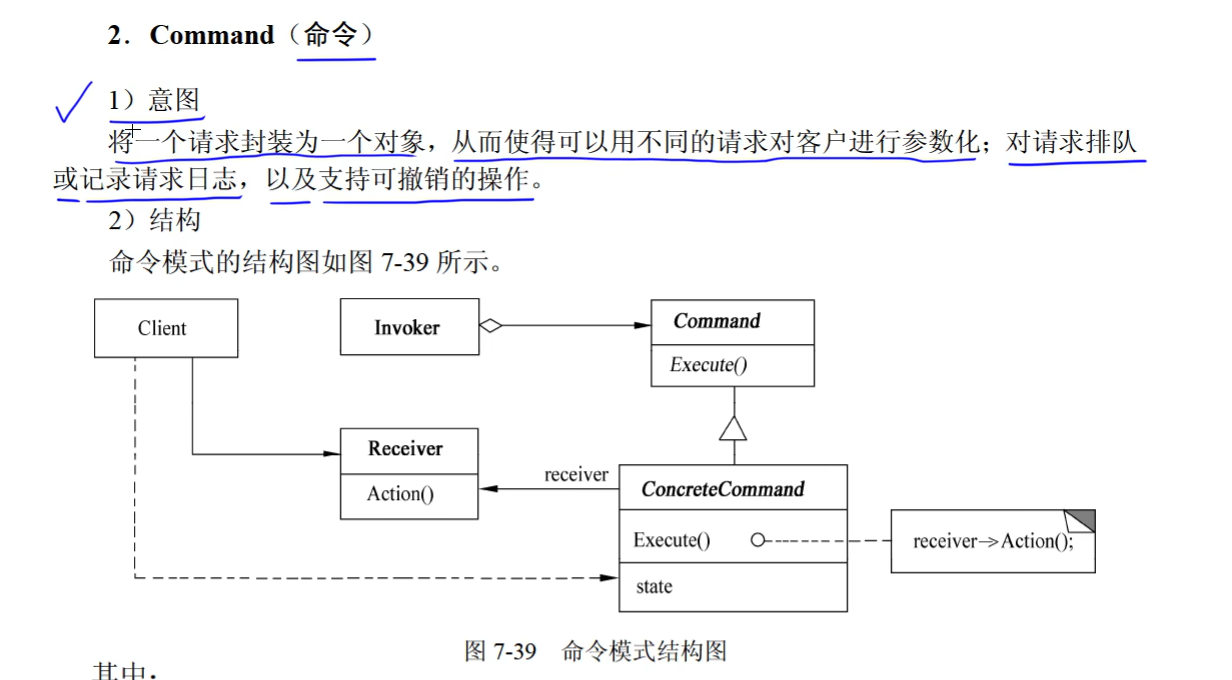 2．Command（命令）
1）意图
将一个请求封装为一个对象，从而使得可以用不同的请求对客户进行参数化；对请求排队
或记录请求日志，以及支持可撤销的操作。
2）结构
命令模式的结构图如图 7-39 所示。
Client
Invoker
Command
Execute()
Receiver
Action()
receiver
ConcreteCommand
Execute()
receiver->Action();
state
图 7-39 命令模式结构图
其中：